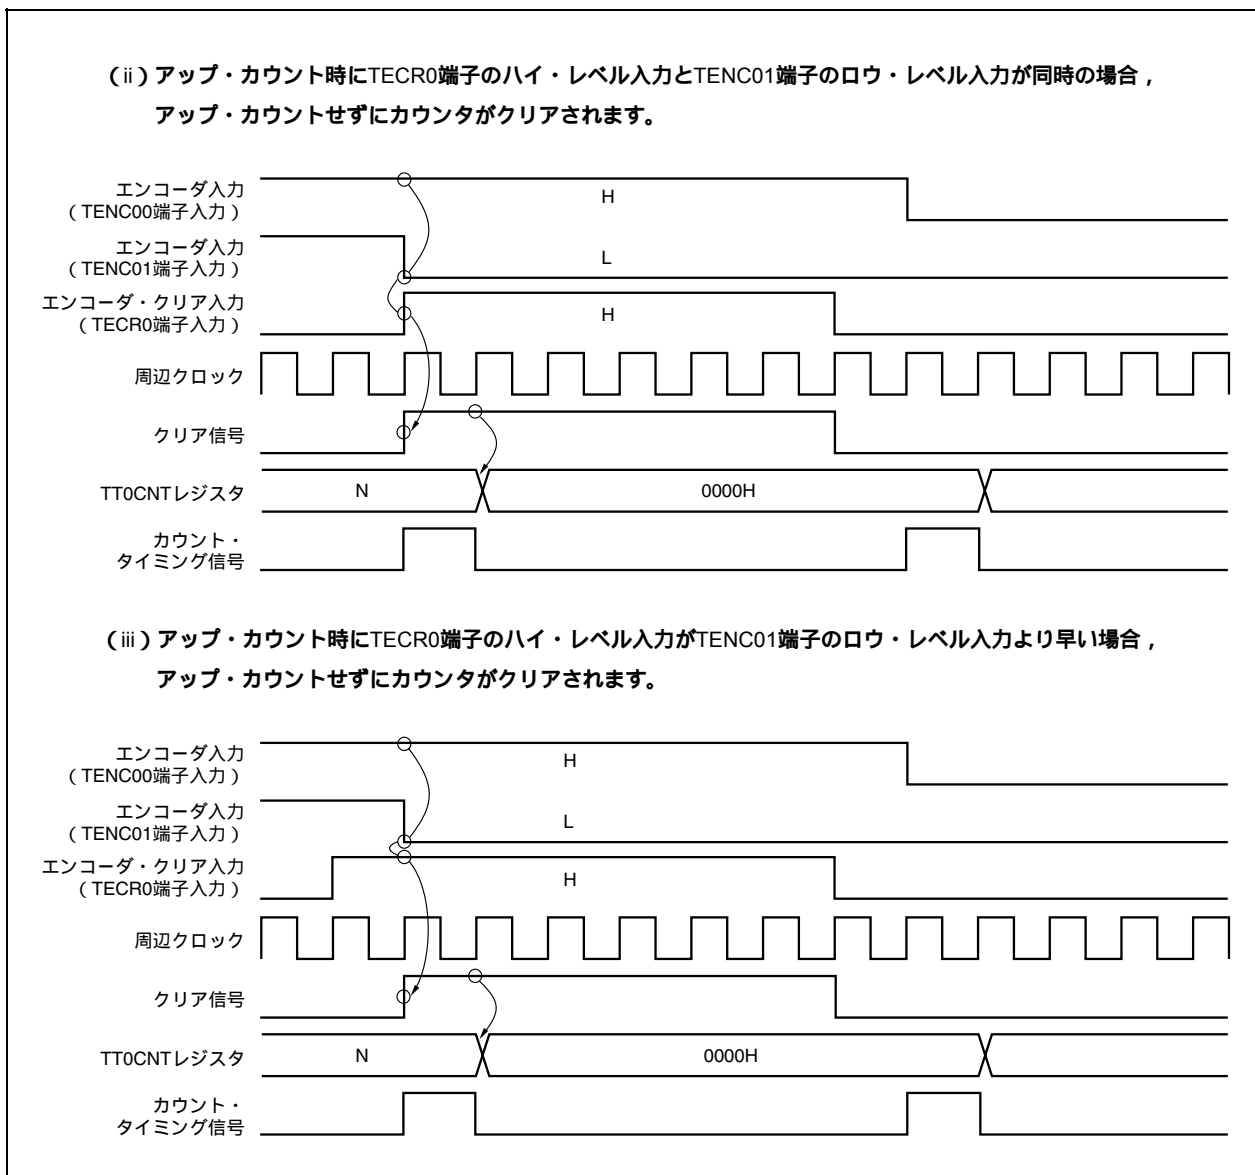 (ii)アップ・カウント時にTECR0端子のハイ・レベル入力とTENC01端子のロウ・レベル入力が同時の場合,
アップ・カウントせずにカウンタがクリアされます。
エンコーダ入力
(TENC00端子入力)
H
エンコーダ入力
(TENC01端子入力)
L
エンコーダ・クリア入力
(TECR0端子入力)
H
周辺クロック
クリア信号
TT0CNTレジスタ
N
0000H
カウント・
タイミング信号
(iii)アップ・カウント時にTECR0端子のハイ・レベル入力がTENC01端子のロウ・レベル入力より早い場合,
アップ・カウントせずにカウンタがクリアされます。
エンコーダ入力
(TENC00端子入力)
H
エンコーダ入力
(TENC01端子入力)
L
エンコーダ・クリア入力
(TECR0端子入力)
H
周辺クロック
クリア信号
TT0CNTレジスタ
N
0000H
カウント・
タイミング信号